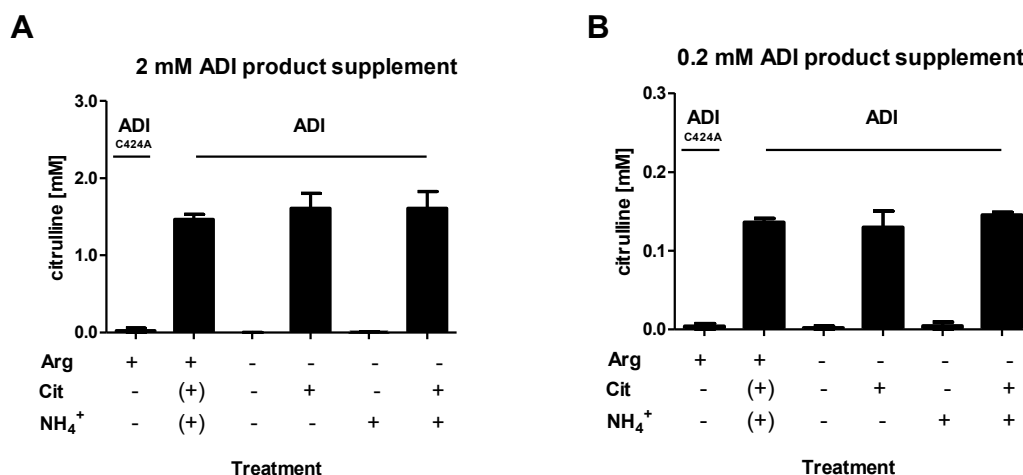 A
2 mM ADI product supplement
3.0
2.0
1.0
0.0
citrulline [mM]
ADI
C424A
ADI
Arg + + - - - -
Cit - (+) - + - +
NH₄⁺ - (+) - - + +
Treatment
B
0.2 mM ADI product supplement
0.3
0.2
0.1
0.0
citrulline [mM]
ADI
C424A
ADI
Arg + + - - - -
Cit - (+) - + - +
NH₄⁺ - (+) - - + +
Treatment